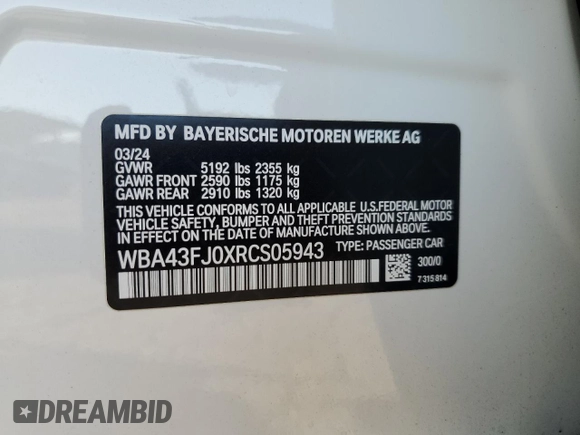 MFD BY BAYERISCHE MOTOREN WERKE AG
03/24
GVWR 5192 lbs 2355 kg
GAWR FRONT 2590 lbs 1175 kg
GAWR REAR 2910 lbs 1320 kg
THIS VEHICLE CONFORMS TO ALL APPLICABLE U.S.FEDERAL MOTOR
VEHICLE SAFETY, BUMPER, AND THEFT PREVENTION STANDARDS
IN EFFECT ON THE DATE OF MANUFACTURE SHOWN ABOVE.
WBA43FJ0XRCS05943 TYPE: PASSENGER CAR
300/0
7 315 814
DREAMBID